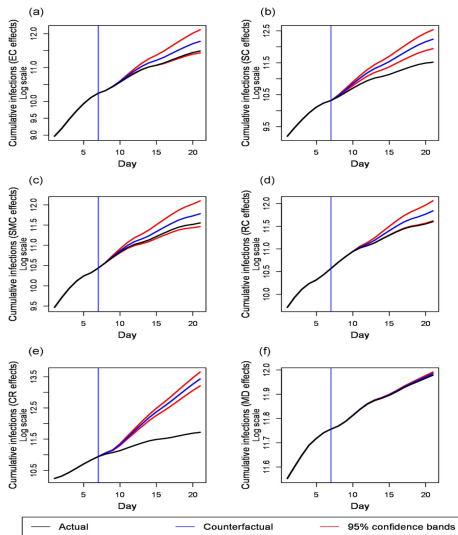 (a)
Cumulative infections (EC effects)
Log scale
9.0 9.5 10.0 10.5 11.0 12.0
5 10 15 20
Day
(b)
Cumulative infections (SC effects)
Log scale
9.5 10.5 11.5 12.5
5 10 15 20
Day
(c)
Cumulative infections (SMC effects)
Log scale
9.5 10.0 10.5 11.0 11.5 12.0
5 10 15 20
Day
(d)
Cumulative infections (RC effects)
Log scale
10.0 10.5 11.0 11.5 12.0
5 10 15 20
Day
(e)
Cumulative infections (CR effects)
Log scale
10.5 11.5 12.5 13.5
5 10 15 20
Day
(f)
Cumulative infections (MD effects)
Log scale
11.6 11.7 11.8 11.9 12.0
5 10 15 20
Day
Actual Counterfactual 95% confidence bands